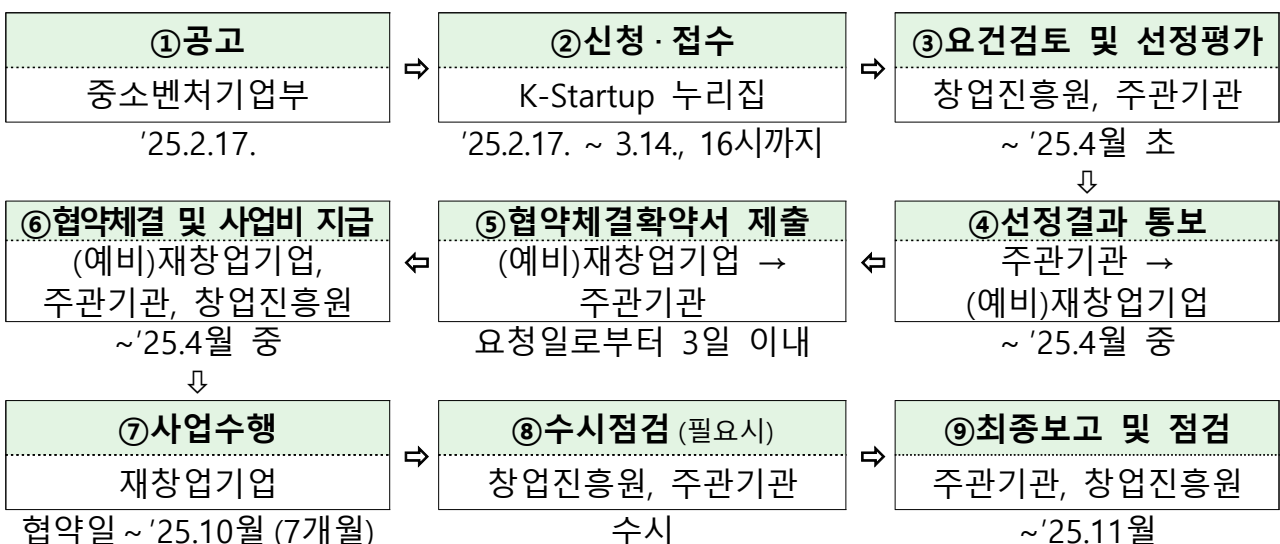 ①공고
중소벤처기업부
'25.2.17.
⇨
②신청·접수
K-Startup 누리집
'25.2.17. ~ 3.14., 16시까지
⇨
③요건검토 및 선정평가
창업진흥원, 주관기관
~ '25.4월 초
⇩
④선정결과 통보
주관기관 →
(예비)재창업기업
~ '25.4월 중
⇦
⑤협약체결확약서 제출
(예비)재창업기업 →
주관기관
요청일로부터 3일 이내
⇦
⑥협약체결 및 사업비 지급
(예비)재창업기업,
주관기관, 창업진흥원
~'25.4월 중
⇩
⑦사업수행
재창업기업
협약일 ~ '25.10월 (7개월)
⇨
⑧수시점검 (필요시)
창업진흥원, 주관기관
수시
⇨
⑨최종보고 및 점검
주관기관, 창업진흥원
~'25.11월